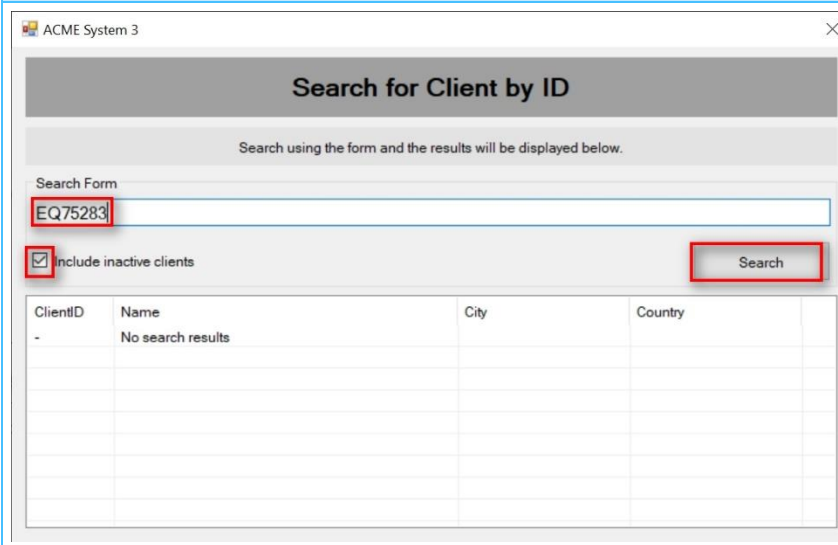 ACME System 3
Search for Client by ID
Search using the form and the results will be displayed below.
Search Form
EQ75283
Include inactive clients
Search
ClientID Name City Country
- No search results